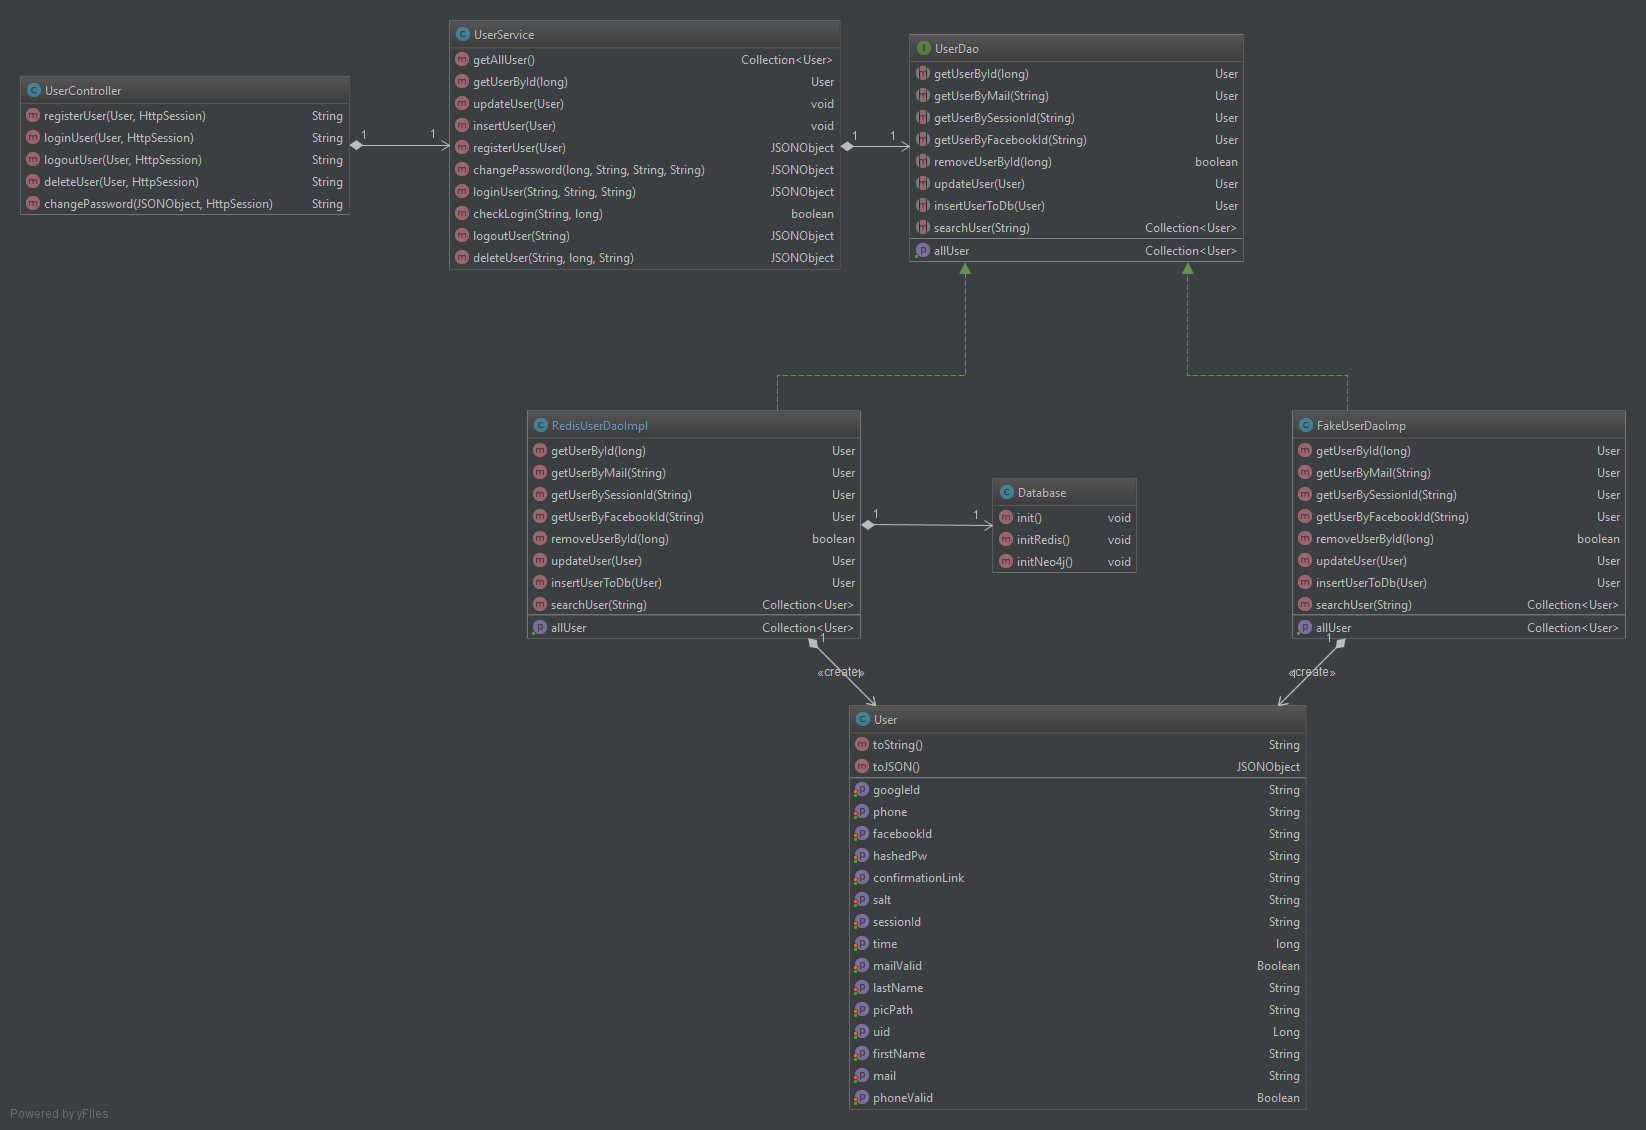 UserController
registerUser(User, HttpSession) String
loginUser(User, HttpSession) String
logoutUser(User, HttpSession) String
deleteUser(User, HttpSession) String
changePassword(JSONObject, HttpSession) String
1 1
UserService
getAllUser() Collection<User>
getUserById(long) User
updateUser(User) void
insertUser(User) void
registerUser(User) JSONObject
changePassword(long, String, String, String) JSONObject
loginUser(String, String, String) JSONObject
checkLogin(String, long) boolean
logoutUser(String) JSONObject
deleteUser(String, long, String) JSONObject
1 1
UserDao
getUserById(long) User
getUserByMail(String) User
getUserBySessionId(String) User
getUserByFacebookId(String) User
removeUserById(long) boolean
updateUser(User) User
insertUserToDb(User) User
searchUser(String) Collection<User>
allUser Collection<User>
RedisUserDaoImpl
getUserById(long) User
getUserByMail(String) User
getUserBySessionId(String) User
getUserByFacebookId(String) User
removeUserById(long) boolean
updateUser(User) User
insertUserToDb(User) User
searchUser(String) Collection<User>
allUser Collection<User>
1 1
Database
init() void
initRedis() void
initNeo4j() void
FakeUserDaoImp
getUserById(long) User
getUserByMail(String) User
getUserBySessionId(String) User
getUserByFacebookId(String) User
removeUserById(long) boolean
updateUser(User) User
insertUserToDb(User) User
searchUser(String) Collection<User>
allUser Collection<User>
1
«create»
1
1
«create»
1
User
toString() String
toJSON() JSONObject
googleId String
phone String
facebookId String
hashedPw String
confirmationLink String
salt String
sessionId String
time long
mailValid Boolean
lastName String
picPath String
uid Long
firstName String
mail String
phoneValid Boolean
Powered by yFiles